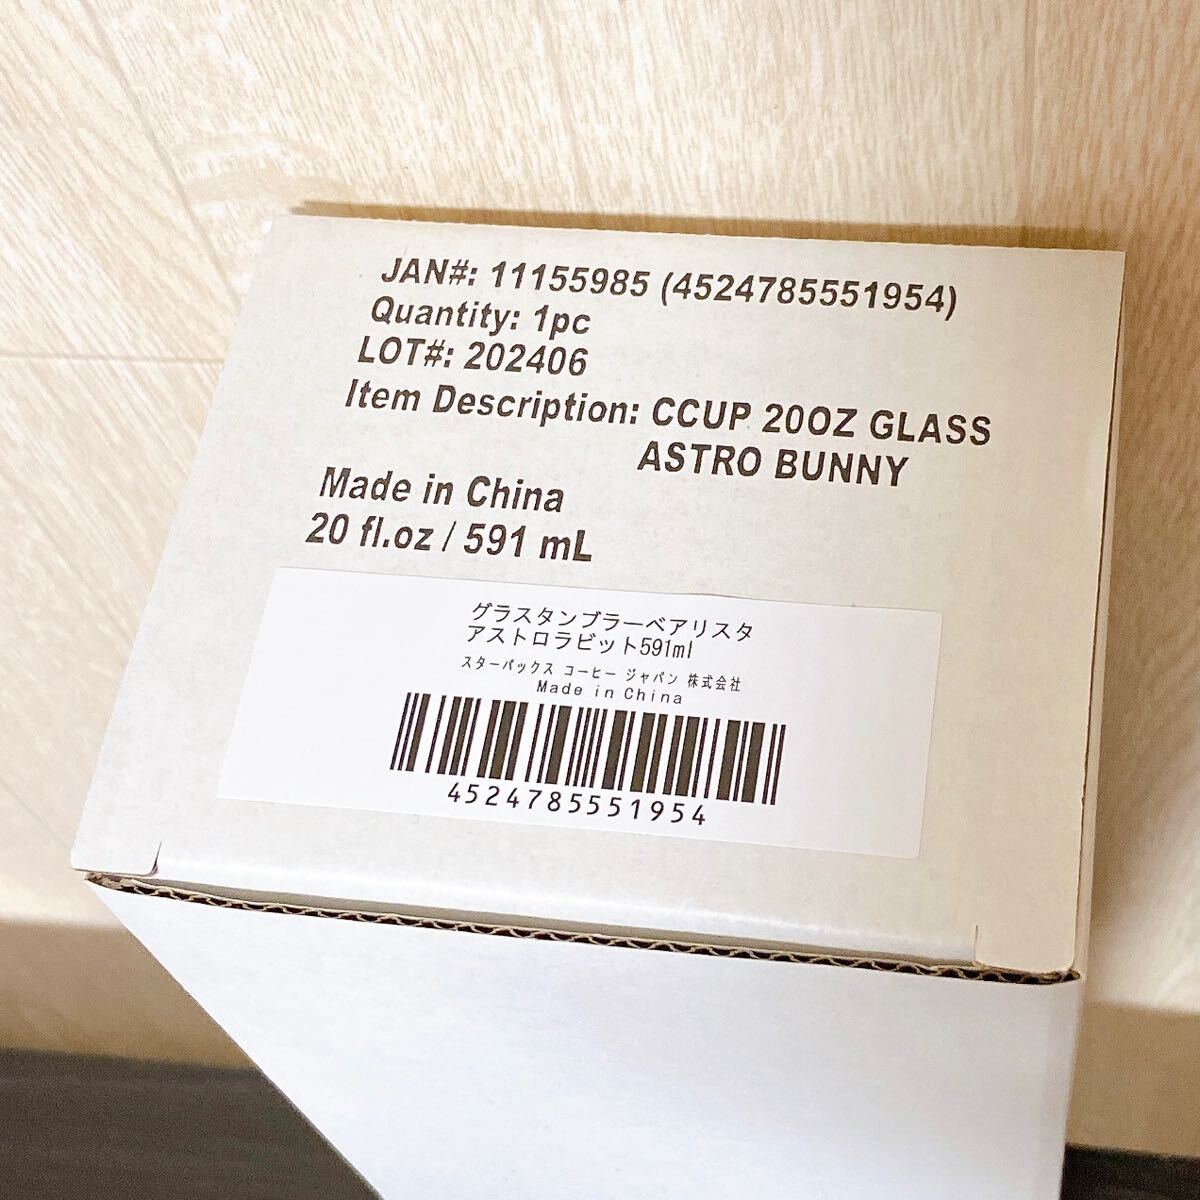 JAN#: 11155985 (4524785551954)
Quantity: 1pc
LOT#: 202406
Item Description: CCUP 20OZ GLASS
ASTRO BUNNY
Made in China
20 fl.oz / 591 mL
グラスタンブラーベアリスタ
アストロラビット591ml
スターバックス コーヒー ジャパン 株式会社
Made in China
4524785551954